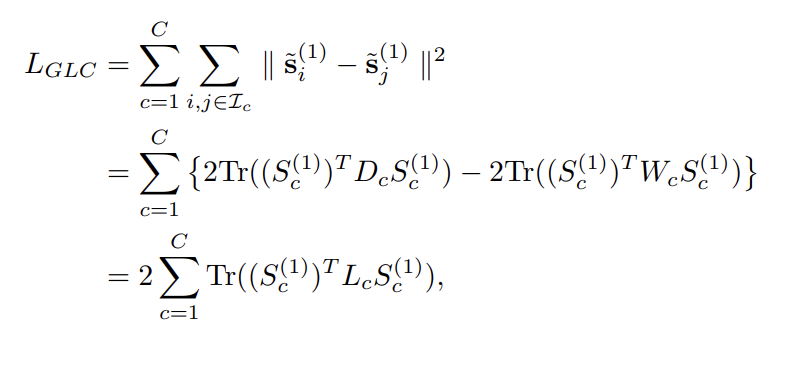 $L_{GLC} = \sum_{c=1}^{C} \sum_{i,j \in \mathcal{I}_c} \| \tilde{\mathbf{s}}_i^{(1)} - \tilde{\mathbf{s}}_j^{(1)} \|^2$
$= \sum_{c=1}^{C} \{ 2\mathrm{Tr}((S_c^{(1)})^T D_c S_c^{(1)}) - 2\mathrm{Tr}((S_c^{(1)})^T W_c S_c^{(1)}) \}$
$= 2 \sum_{c=1}^{C} \mathrm{Tr}((S_c^{(1)})^T L_c S_c^{(1)}),$